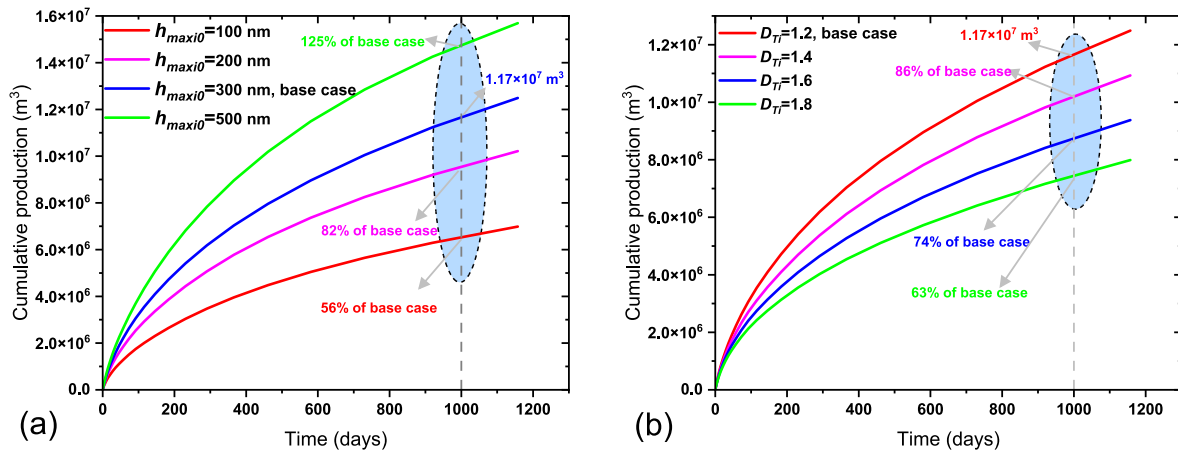 1.6×10⁷
1.4×10⁷
1.2×10⁷
1.0×10⁷
8.0×10⁶
6.0×10⁶
4.0×10⁶
2.0×10⁶
0.0
Cumulative production (m³)
h_maxi0=100 nm
h_maxi0=200 nm
h_maxi0=300 nm, base case
h_maxi0=500 nm
125% of base case
1.17×10⁷ m³
82% of base case
56% of base case
0 200 400 600 800 1000 1200
Time (days)
(a)
1.2×10⁷
1.0×10⁷
8.0×10⁶
6.0×10⁶
4.0×10⁶
2.0×10⁶
0.0
Cumulative production (m³)
D_Ti=1.2, base case
D_Ti=1.4
D_Ti=1.6
D_Ti=1.8
1.17×10⁷ m³
86% of base case
74% of base case
63% of base case
0 200 400 600 800 1000 1200
Time (days)
(b)